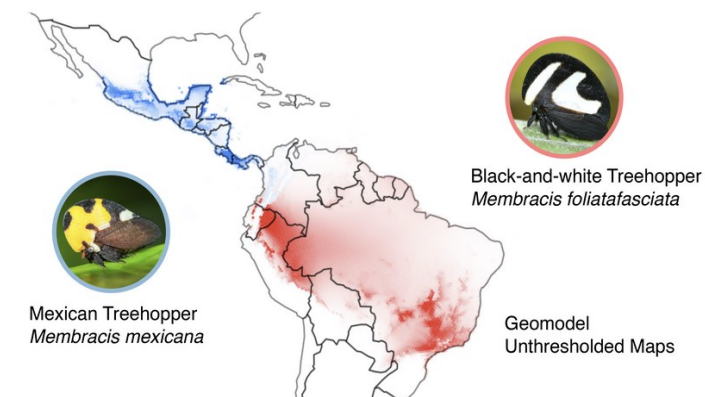 Black-and-white Treehopper
Membracis foliatafasciata
Mexican Treehopper
Membracis mexicana
Geomodel
Unthresholded Maps